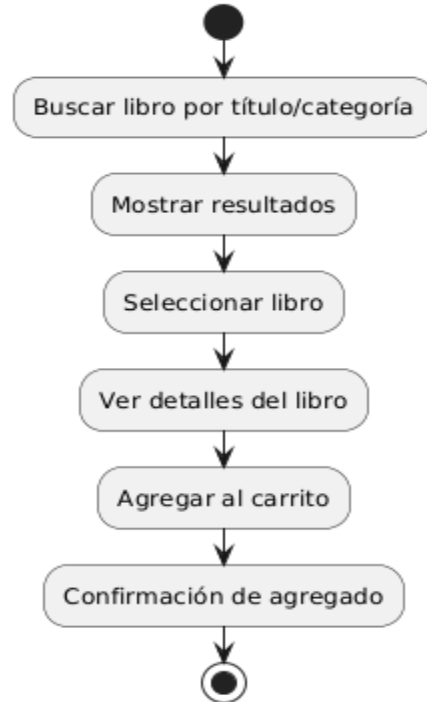 Buscar libro por título/categoría
Mostrar resultados
Seleccionar libro
Ver detalles del libro
Agregar al carrito
Confirmación de agregado